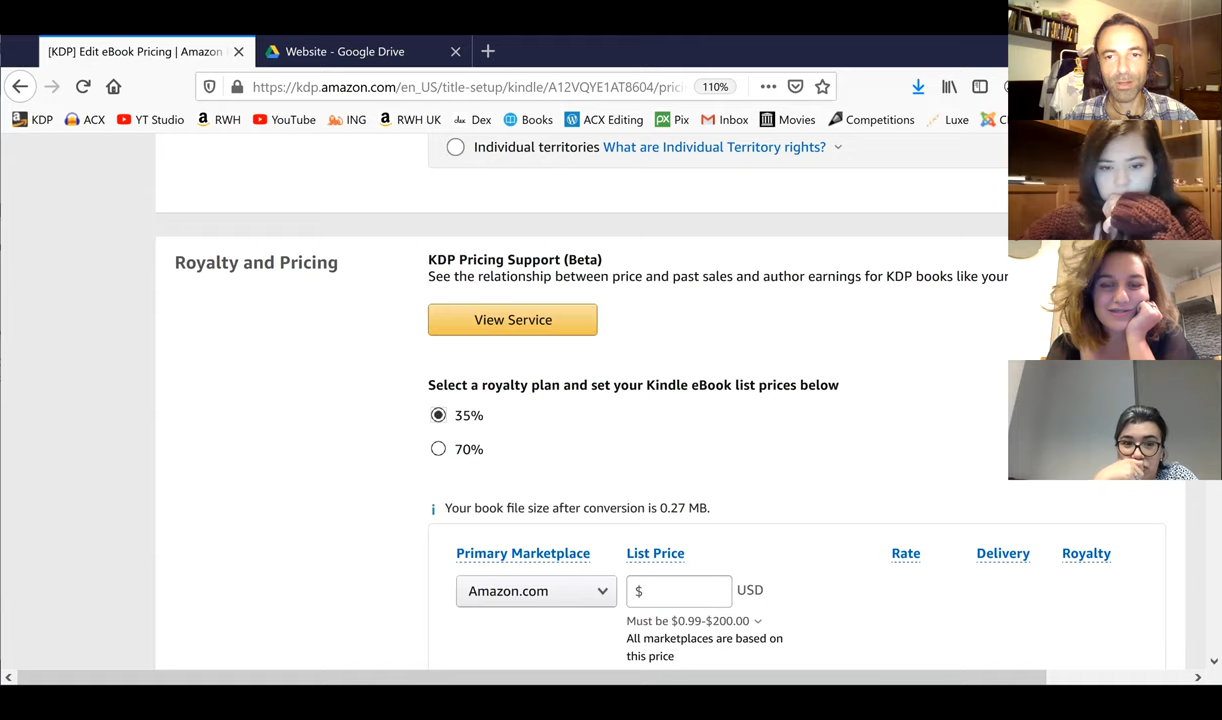 [KDP] Edit eBook Pricing | Amazon
Website - Google Drive
https://kdp.amazon.com/en_US/title-setup/kindle/A12VQYE1AT8604/prici
110%
KDP
ACX
YT Studio
RWH
YouTube
ING
RWH UK
Dex
Books
ACX Editing
Pix
Inbox
Movies
Competitions
Luxe
Individual territories What are Individual Territory rights?
Royalty and Pricing
KDP Pricing Support (Beta)
See the relationship between price and past sales and author earnings for KDP books like your
View Service
Select a royalty plan and set your Kindle eBook list prices below
35%
70%
i Your book file size after conversion is 0.27 MB.
Primary Marketplace List Price Rate Delivery Royalty
Amazon.com $ USD
Must be $0.99-$200.00
All marketplaces are based on
this price